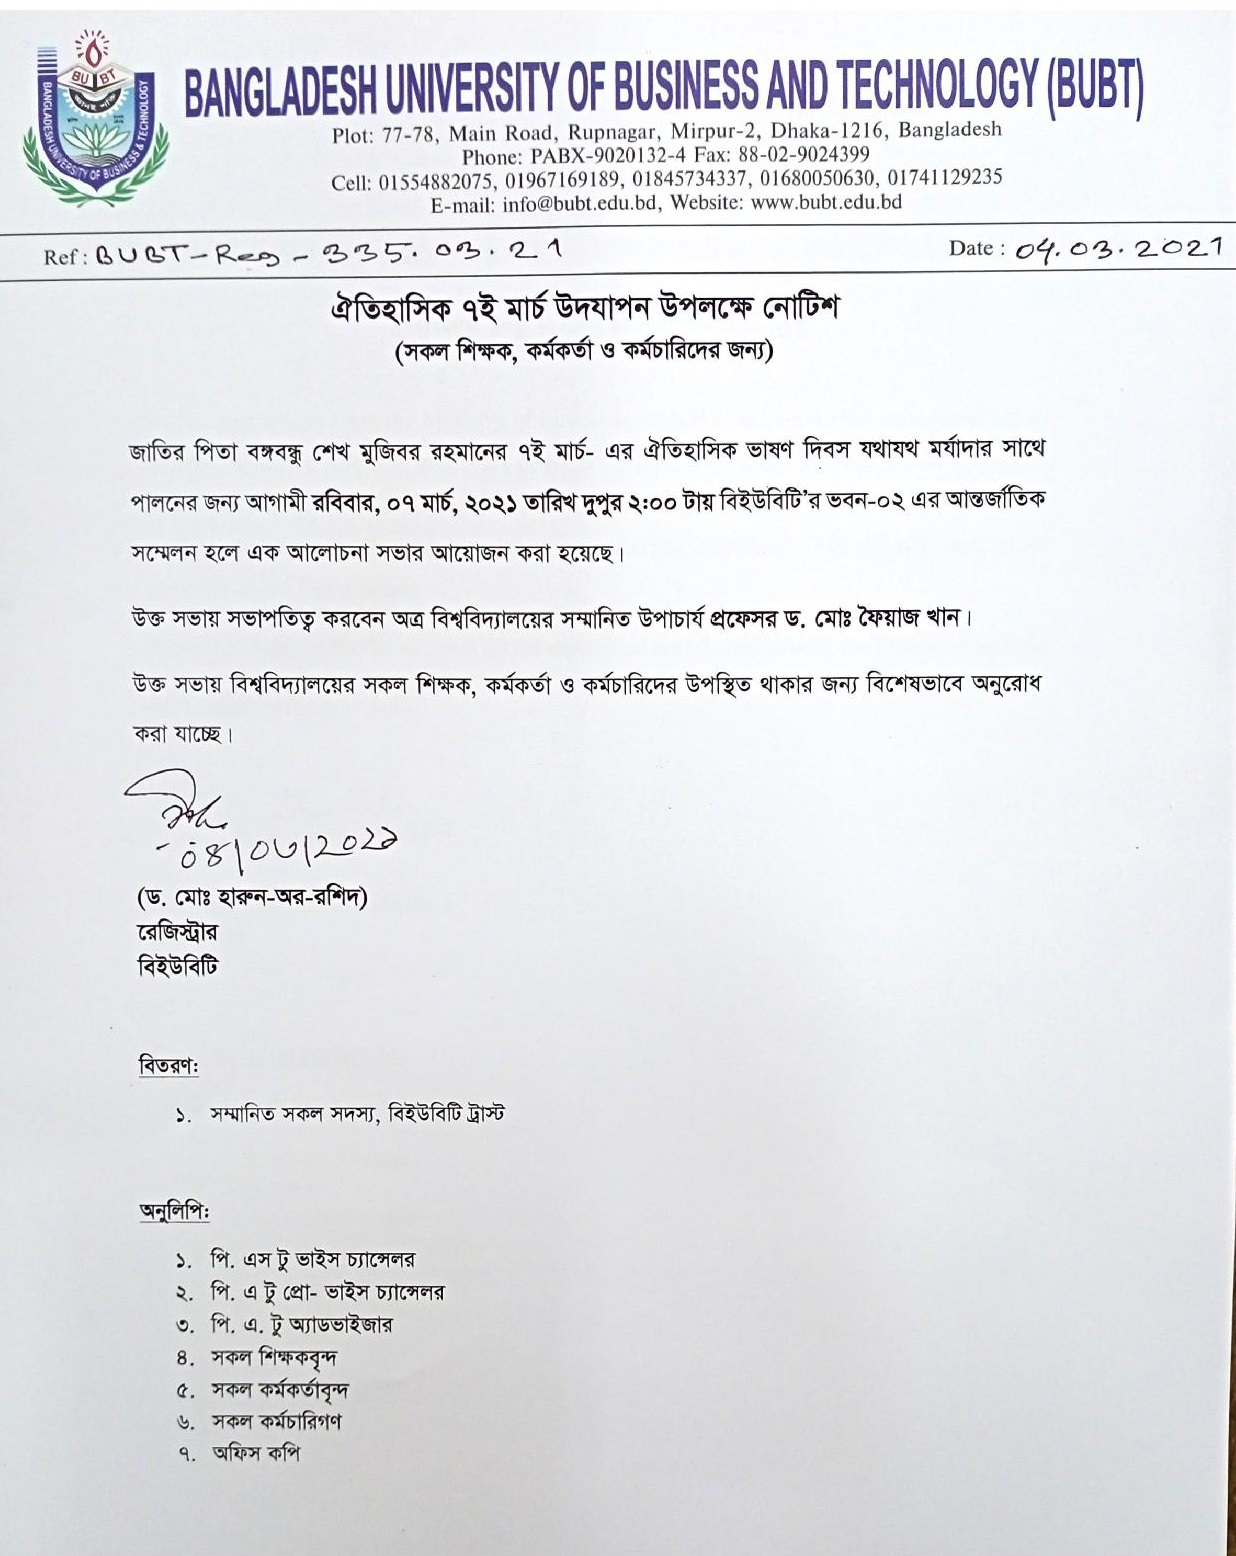 BU BT
BANGLADESH UNIVERSITY OF BUSINESS & TECHNOLOGY
BANGLADESH UNIVERSITY OF BUSINESS AND TECHNOLOGY (BUBT)
Plot: 77-78, Main Road, Rupnagar, Mirpur-2, Dhaka-1216, Bangladesh
Phone: PABX-9020132-4 Fax: 88-02-9024399
Cell: 01554882075, 01967169189, 01845734337, 01680050630, 01741129235
E-mail: info@bubt.edu.bd, Website: www.bubt.edu.bd
Ref : BUBT-Reg - 335. 03. 21 Date : 04.03.2021
ঐতিহাসিক ৭ই মার্চ উদযাপন উপলক্ষে নোটিশ
(সকল শিক্ষক, কর্মকর্তা ও কর্মচারিদের জন্য)
জাতির পিতা বঙ্গবন্ধু শেখ মুজিবর রহমানের ৭ই মার্চ- এর ঐতিহাসিক ভাষণ দিবস যথাযথ মর্যাদার সাথে
পালনের জন্য আগামী রবিবার, ০৭ মার্চ, ২০২১ তারিখ দুপুর ২:০০ টায় বিইউবিটি'র ভবন-০২ এর আন্তর্জাতিক
সম্মেলন হলে এক আলোচনা সভার আয়োজন করা হয়েছে।
উক্ত সভায় সভাপতিত্ব করবেন অত্র বিশ্ববিদ্যালয়ের সম্মানিত উপাচার্য প্রফেসর ড. মোঃ ফৈয়াজ খান।
উক্ত সভায় বিশ্ববিদ্যালয়ের সকল শিক্ষক, কর্মকর্তা ও কর্মচারিদের উপস্থিত থাকার জন্য বিশেষভাবে অনুরোধ
করা যাচ্ছে।
০৪/০৩/২০২১
(ড. মোঃ হারুন-অর-রশিদ)
রেজিস্ট্রার
বিইউবিটি
বিতরণ:
১. সম্মানিত সকল সদস্য, বিইউবিটি ট্রাস্ট
অনুলিপি:
১. পি. এস টু ভাইস চ্যান্সেলর
২. পি. এ টু প্রো- ভাইস চ্যান্সেলর
৩. পি. এ. টু অ্যাডভাইজার
৪. সকল শিক্ষকবৃন্দ
৫. সকল কর্মকর্তাবৃন্দ
৬. সকল কর্মচারিগণ
৭. অফিস কপি